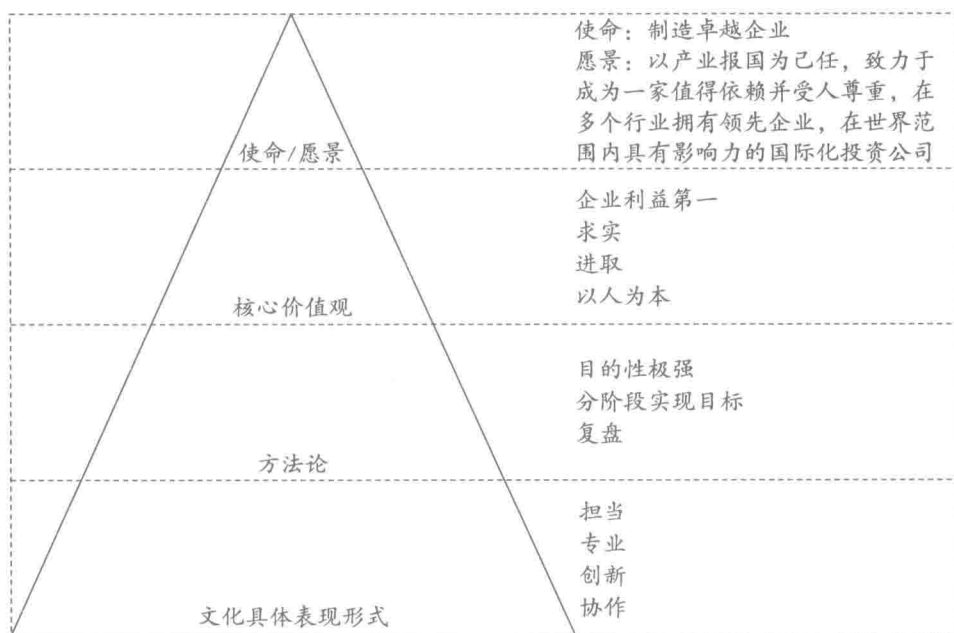 使命：制造卓越企业
愿景：以产业报国为己任，致力于
成为一家值得依赖并受人尊重，在
多个行业拥有领先企业，在世界范
围内具有影响力的国际化投资公司
使命/愿景
企业利益第一
求实
进取
以人为本
核心价值观
目的性极强
分阶段实现目标
复盘
方法论
担当
专业
创新
协作
文化具体表现形式